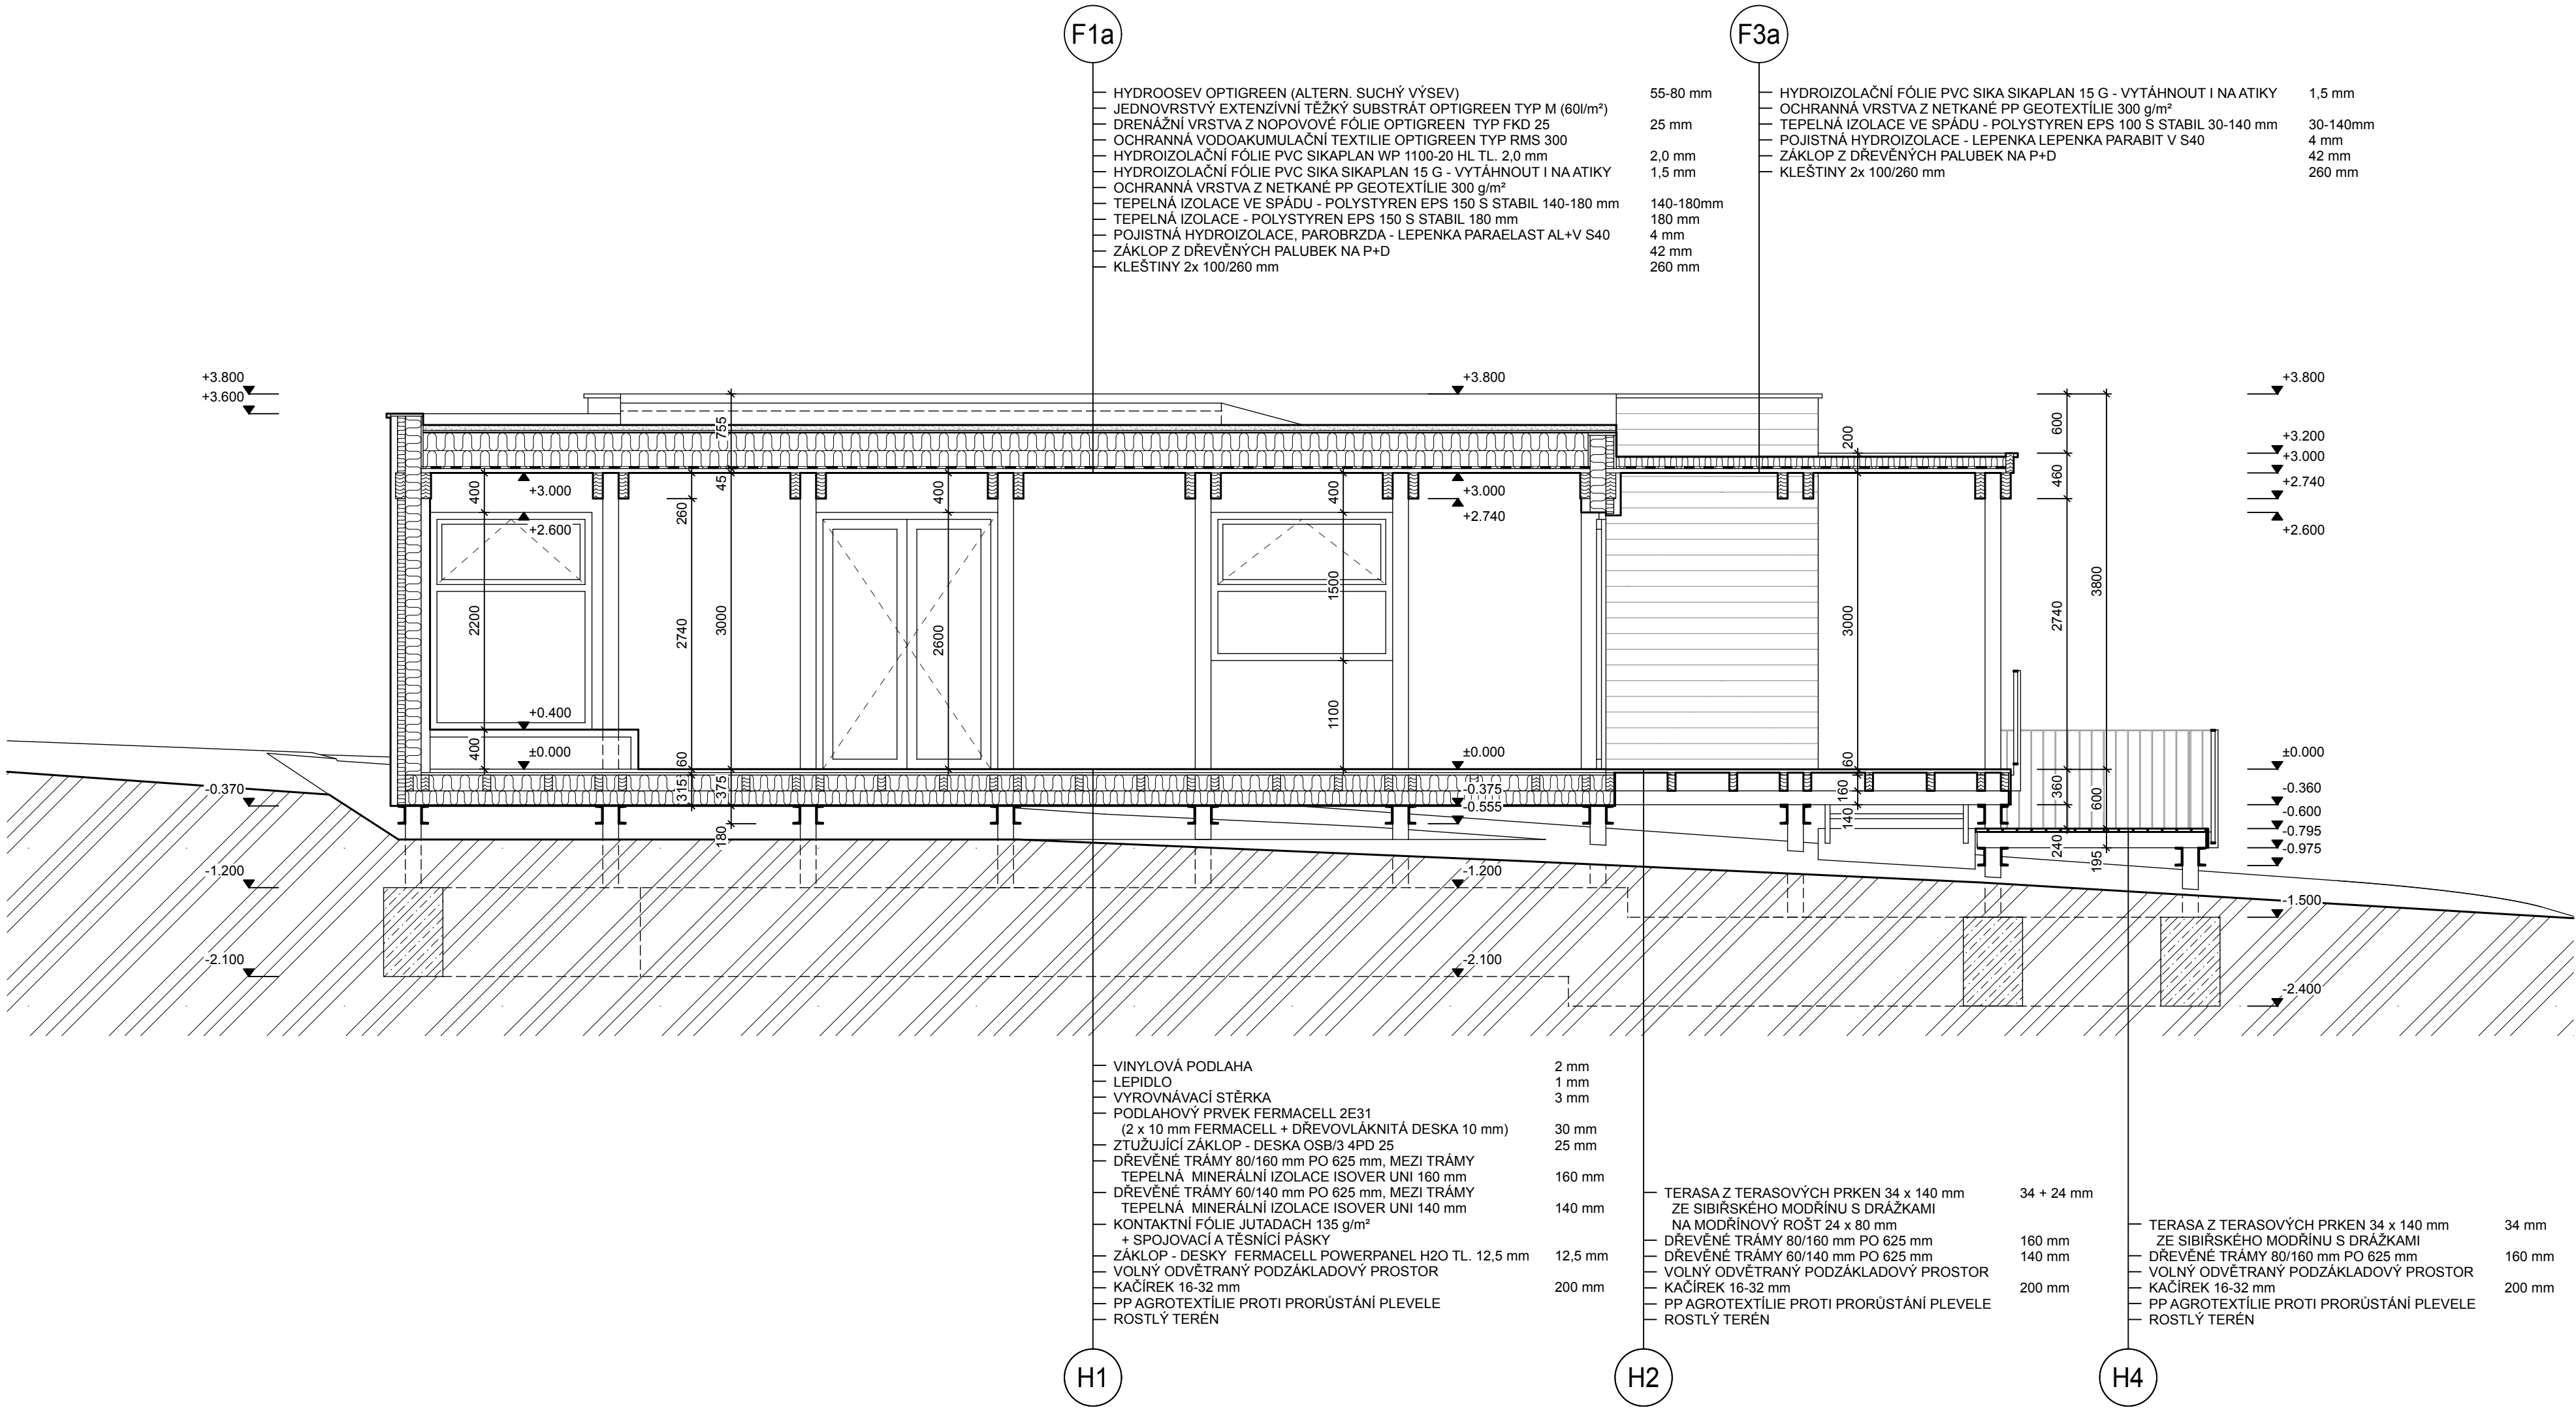 F1a
HYDROOSEV OPTIGREEN (ALTERN. SUCHÝ VÝSEV) 55-80 mm
JEDNOVRSTVÝ EXTENZÍVNÍ TĚŽKÝ SUBSTRÁT OPTIGREEN TYP M (60l/m²)
DRENÁŽNÍ VRSTVA Z NOPOVOVÉ FÓLIE OPTIGREEN TYP FKD 25 25 mm
OCHRANNÁ VODOAKUMULAČNÍ TEXTILIE OPTIGREEN TYP RMS 300
HYDROIZOLAČNÍ FÓLIE PVC SIKAPLAN WP 1100-20 HL TL. 2,0 mm 2,0 mm
HYDROIZOLAČNÍ FÓLIE PVC SIKA SIKAPLAN 15 G - VYTÁHNOUT I NA ATIKY 1,5 mm
OCHRANNÁ VRSTVA Z NETKANÉ PP GEOTEXTÍLIE 300 g/m²
TEPELNÁ IZOLACE VE SPÁDU - POLYSTYREN EPS 150 S STABIL 140-180 mm 140-180mm
TEPELNÁ IZOLACE - POLYSTYREN EPS 150 S STABIL 180 mm 180 mm
POJISTNÁ HYDROIZOLACE, PAROBRZDA - LEPENKA PARAELAST AL+V S40 4 mm
ZÁKLOP Z DŘEVĚNÝCH PALUBEK NA P+D 42 mm
KLEŠTINY 2x 100/260 mm 260 mm
F3a
HYDROIZOLAČNÍ FÓLIE PVC SIKA SIKAPLAN 15 G - VYTÁHNOUT I NA ATIKY 1,5 mm
OCHRANNÁ VRSTVA Z NETKANÉ PP GEOTEXTÍLIE 300 g/m²
TEPELNÁ IZOLACE VE SPÁDU - POLYSTYREN EPS 100 S STABIL 30-140 mm 30-140mm
POJISTNÁ HYDROIZOLACE - LEPENKA LEPENKA PARABIT V S40 4 mm
ZÁKLOP Z DŘEVĚNÝCH PALUBEK NA P+D 42 mm
KLEŠTINY 2x 100/260 mm 260 mm
+3.800
+3.600
-0.370
-1.200
-2.100
400
2200
400
+3.000
+2.600
+0.400
±0.000
260
2740
60
315
755
45
3000
375
180
400
2600
400
1500
1100
+3.800
+3.000
+2.740
±0.000
-0.375
-0.555
-1.200
-2.100
200
3000
60
160
140
600
460
2740
360
240
3800
600
195
+3.800
+3.200
+3.000
+2.740
+2.600
±0.000
-0.360
-0.600
-0.795
-0.975
-1.500
-2.400
VINYLOVÁ PODLAHA 2 mm
LEPIDLO 1 mm
VYROVNÁVACÍ STĚRKA 3 mm
PODLAHOVÝ PRVEK FERMACELL 2E31
(2 x 10 mm FERMACELL + DŘEVOVLÁKNITÁ DESKA 10 mm) 30 mm
ZTUŽUJÍCÍ ZÁKLOP - DESKA OSB/3 4PD 25 25 mm
DŘEVĚNÉ TRÁMY 80/160 mm PO 625 mm, MEZI TRÁMY
TEPELNÁ MINERÁLNÍ IZOLACE ISOVER UNI 160 mm 160 mm
DŘEVĚNÉ TRÁMY 60/140 mm PO 625 mm, MEZI TRÁMY
TEPELNÁ MINERÁLNÍ IZOLACE ISOVER UNI 140 mm 140 mm
KONTAKTNÍ FÓLIE JUTADACH 135 g/m²
+ SPOJOVACÍ A TĚSNÍCÍ PÁSKY
ZÁKLOP - DESKY FERMACELL POWERPANEL H2O TL. 12,5 mm 12,5 mm
VOLNÝ ODVĚTRANÝ PODZÁKLADOVÝ PROSTOR
KAČÍREK 16-32 mm 200 mm
PP AGROTEXTÍLIE PROTI PRORŮSTÁNÍ PLEVELE
ROSTLÝ TERÉN
H1
TERASA Z TERASOVÝCH PRKEN 34 x 140 mm 34 + 24 mm
ZE SIBIŘSKÉHO MODŘÍNU S DRÁŽKAMI
NA MODŘÍNOVÝ ROŠT 24 x 80 mm
DŘEVĚNÉ TRÁMY 80/160 mm PO 625 mm 160 mm
DŘEVĚNÉ TRÁMY 60/140 mm PO 625 mm 140 mm
VOLNÝ ODVĚTRANÝ PODZÁKLADOVÝ PROSTOR
KAČÍREK 16-32 mm 200 mm
PP AGROTEXTÍLIE PROTI PRORŮSTÁNÍ PLEVELE
ROSTLÝ TERÉN
H2
TERASA Z TERASOVÝCH PRKEN 34 x 140 mm 34 mm
ZE SIBIŘSKÉHO MODŘÍNU S DRÁŽKAMI
DŘEVĚNÉ TRÁMY 80/160 mm PO 625 mm 160 mm
VOLNÝ ODVĚTRANÝ PODZÁKLADOVÝ PROSTOR
KAČÍREK 16-32 mm 200 mm
PP AGROTEXTÍLIE PROTI PRORŮSTÁNÍ PLEVELE
ROSTLÝ TERÉN
H4